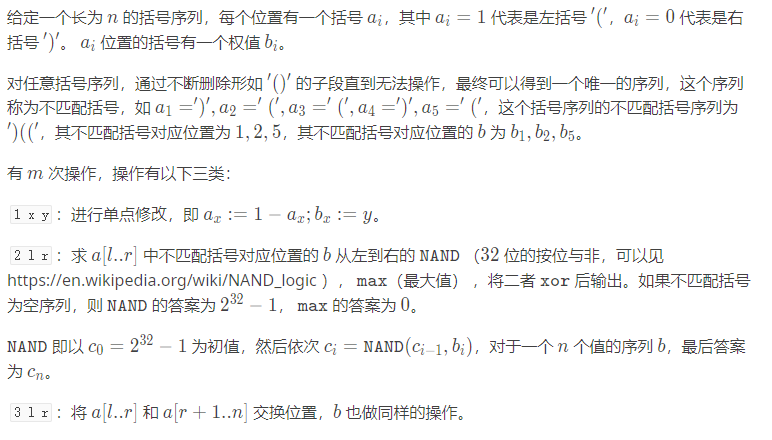 给定一个长为 n 的括号序列，每个位置有一个括号 a_i，其中 a_i = 1 代表是左括号 '('，a_i = 0 代表是右
括号 ')'。 a_i 位置的括号有一个权值 b_i。
对任意括号序列，通过不断删除形如 '()' 的子段直到无法操作，最终可以得到一个唯一的序列，这个序列
称为不匹配括号，如 a_1 =')', a_2 =' (', a_3 =' (', a_4 =')', a_5 =' ('，这个括号序列的不匹配括号序列为
')(('，其不匹配括号对应位置为 1, 2, 5，其不匹配括号对应位置的 b 为 b_1, b_2, b_5。
有 m 次操作，操作有以下三类：
1 x y ：进行单点修改，即 a_x := 1 − a_x; b_x := y。
2 l r ：求 a[l..r] 中不匹配括号对应位置的 b 从左到右的 NAND （32 位的按位与非，可以见
https://en.wikipedia.org/wiki/NAND_logic ）， max（最大值） ，将二者 xor 后输出。如果不匹配括号
为空序列，则 NAND 的答案为 2^32 − 1， max 的答案为 0。
NAND 即以 c_0 = 2^32 − 1 为初值，然后依次 c_i = NAND(c_{i−1}, b_i)，对于一个 n 个值的序列 b，最后答案
为 c_n。
3 l r ：将 a[l..r] 和 a[r + 1..n] 交换位置，b 也做同样的操作。